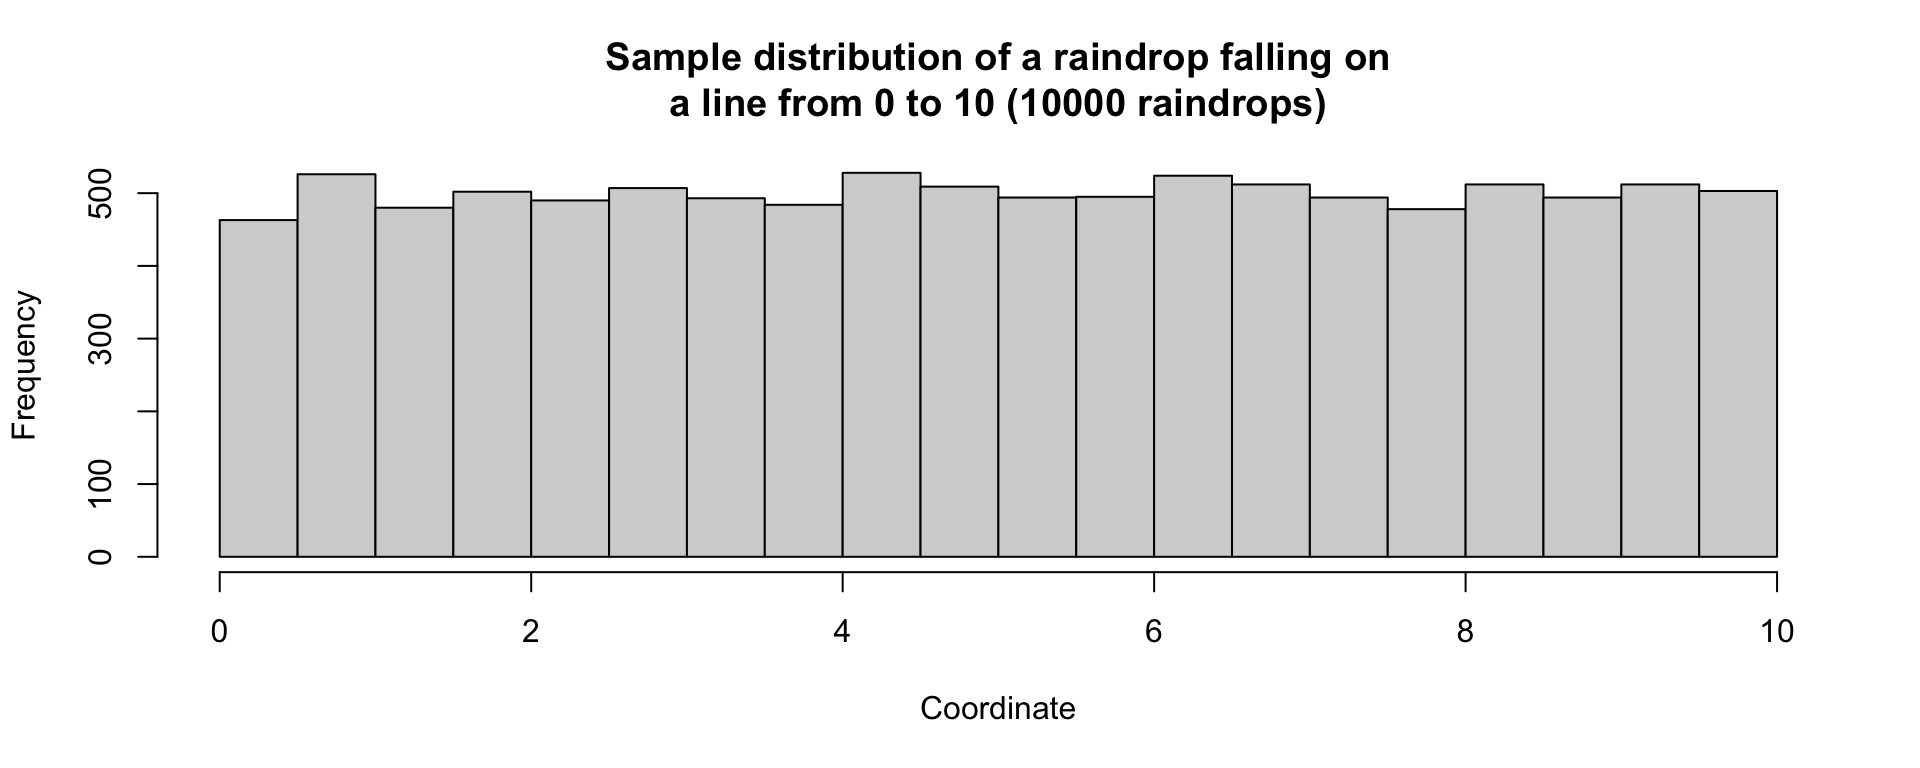 Sample distribution of a raindrop falling on
a line from 0 to 10 (10000 raindrops)
Frequency
500
300
100
0
0 2 4 6 8 10
Coordinate